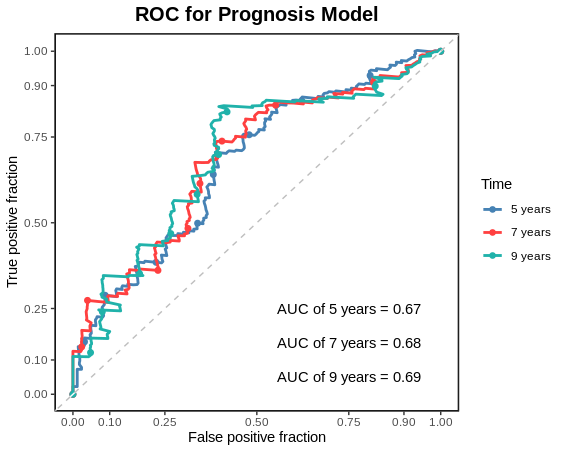 ROC for Prognosis Model
True positive fraction
1.00
0.90
0.75
0.50
0.25
0.10
0.00
AUC of 5 years = 0.67
AUC of 7 years = 0.68
AUC of 9 years = 0.69
0.00 0.10 0.25 0.50 0.75 0.90 1.00
False positive fraction
Time
5 years
7 years
9 years